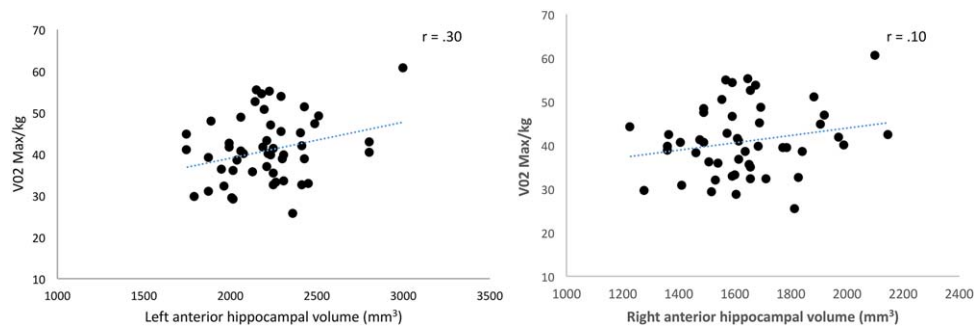 70
60
50
40
30
20
10
V02 Max/kg
r = .30
1000 1500 2000 2500 3000 3500
Left anterior hippocampal volume (mm³)
70
60
50
40
30
20
10
V02 Max/kg
r = .10
1000 1200 1400 1600 1800 2000 2200 2400
Right anterior hippocampal volume (mm³)